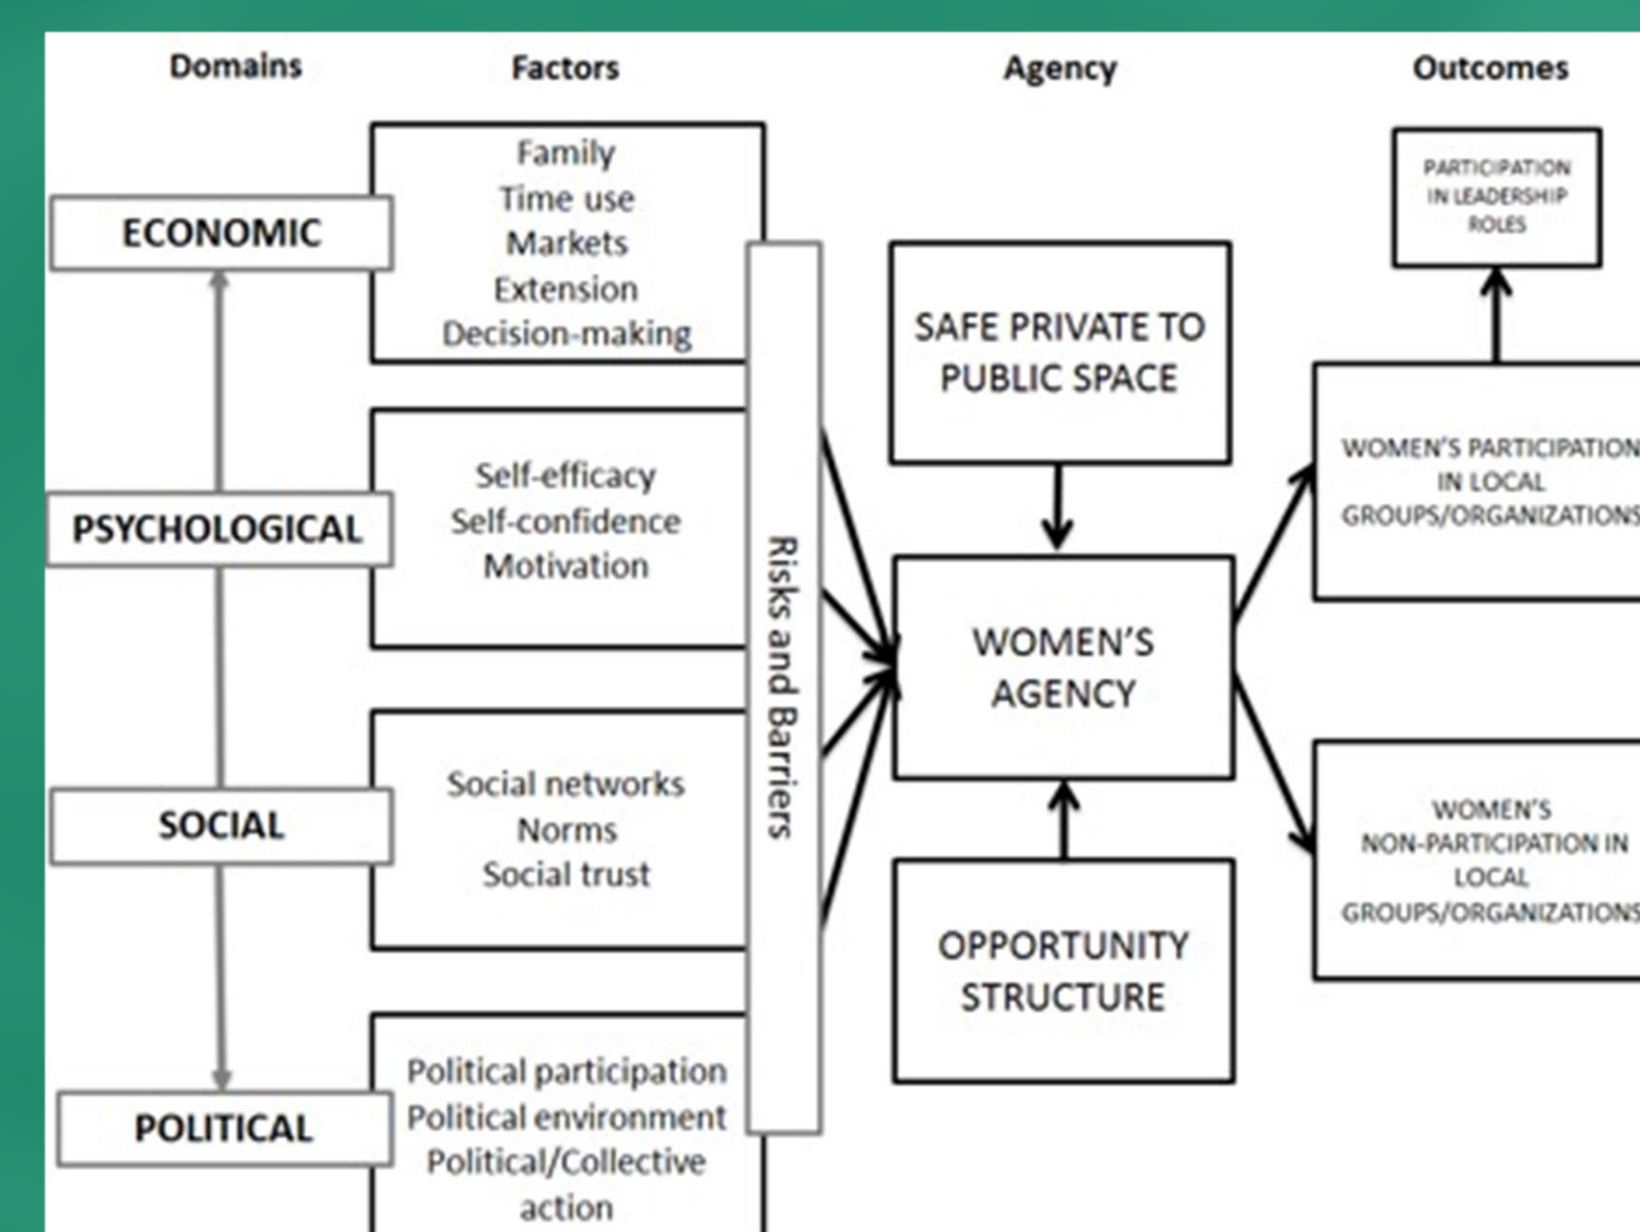 Domains
Factors
Agency
Outcomes
ECONOMIC
Family
Time use
Markets
Extension
Decision-making
PSYCHOLOGICAL
Self-efficacy
Self-confidence
Motivation
SOCIAL
Social networks
Norms
Social trust
POLITICAL
Political participation
Political environment
Political/Collective
action
Risks and Barriers
SAFE PRIVATE TO
PUBLIC SPACE
WOMEN'S
AGENCY
OPPORTUNITY
STRUCTURE
PARTICIPATION
IN LEADERSHIP
ROLES
WOMEN'S PARTICIPATION
IN LOCAL
GROUPS/ORGANIZATIONS
WOMEN'S
NON-PARTICIPATION IN
LOCAL
GROUPS/ORGANIZATIONS